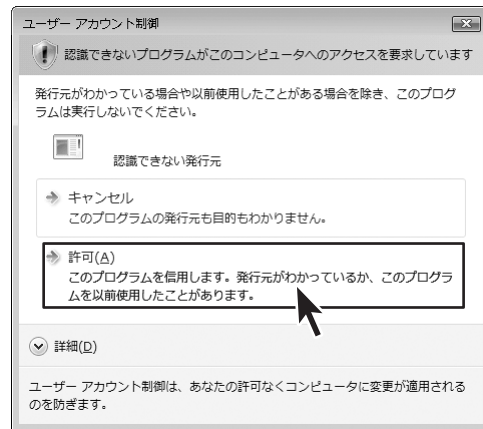 ユーザー アカウント制御
認識できないプログラムがこのコンピュータへのアクセスを要求しています
発行元がわかっている場合や以前使用したことがある場合を除き、このプログ
ラムは実行しないでください。
認識できない発行元
キャンセル
このプログラムの発行元も目的もわかりません。
許可(A)
このプログラムを信用します。発行元がわかっているか、このプログラ
ムを以前使用したことがあります。
詳細(D)
ユーザー アカウント制御は、あなたの許可なくコンピュータに変更が適用される
のを防ぎます。